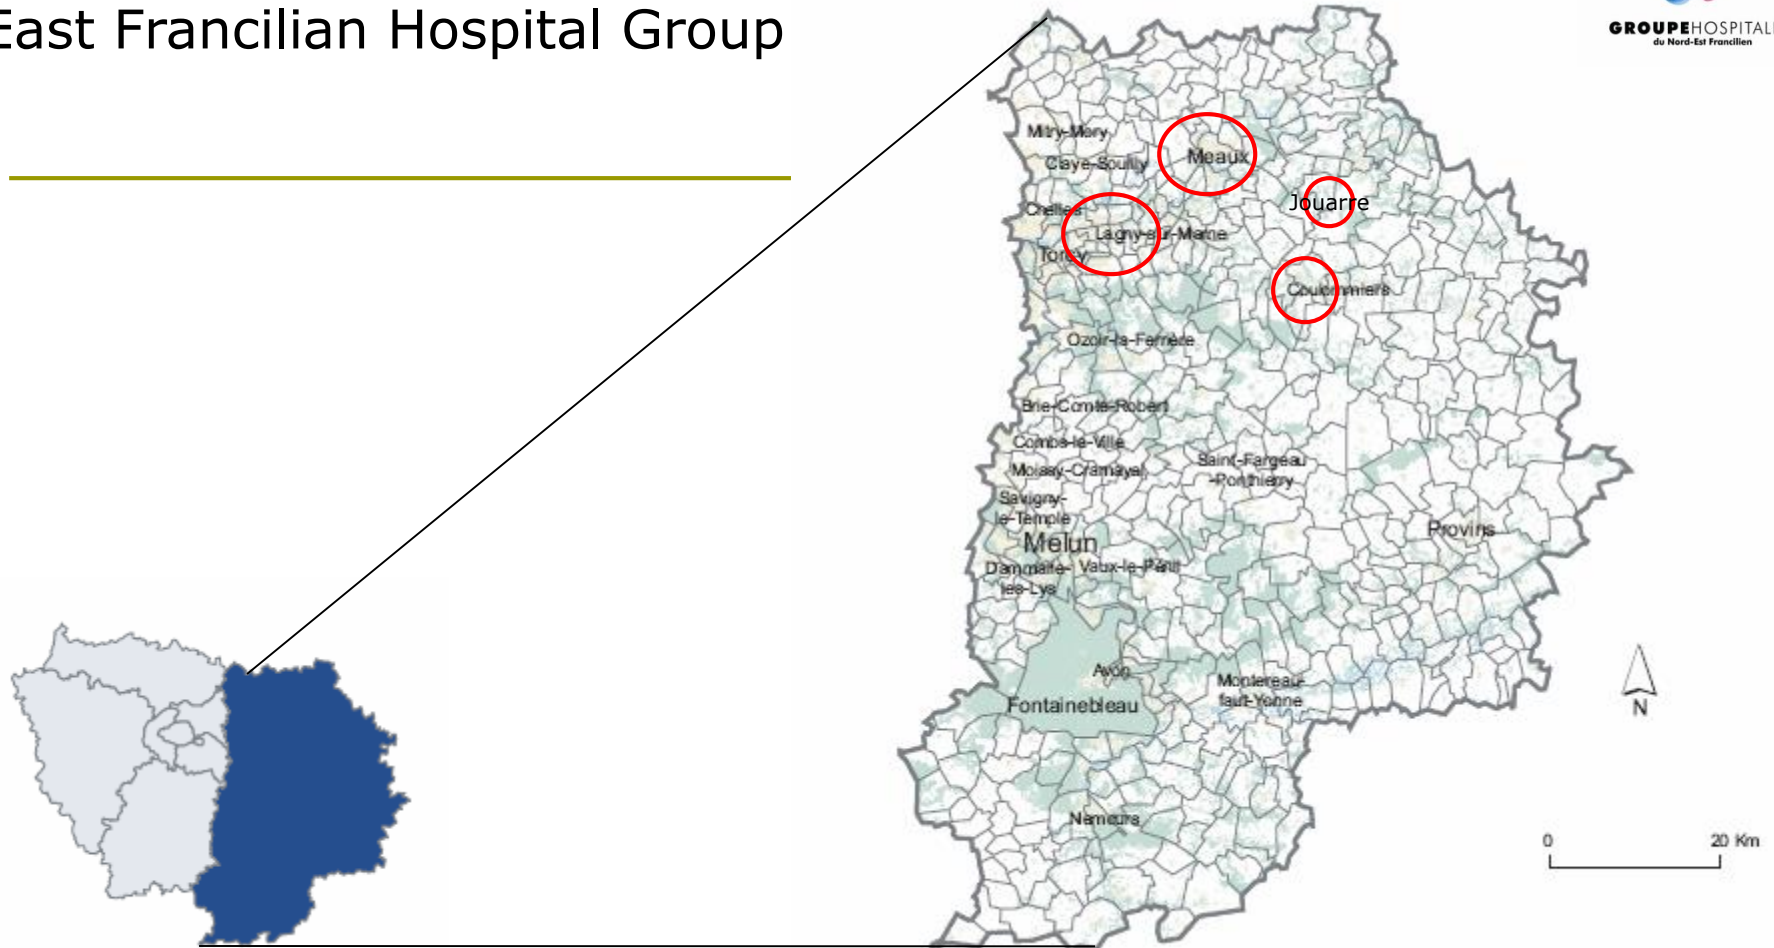 East Francilian Hospital Group
GROUPEHOSPITALI
du Nord-Est Francilien
Mitry-Mory
Meaux
Claye-Souilly
Jouarre
Chelles
Lagny-sur-Marne
Torcy
Coulommiers
Ozoir-la-Ferrière
Brie-Comte-Robert
Combs-la-Ville
Moissy-Cramayel
Saint-Fargeau
-Ponthierry
Savigny-
le-Temple
Provins
Melun
Dammarie-
les-Lys
Vaux-le-Pénil
Avon
Montereau-
faut-Yonne
Fontainebleau
N
Nemours
0 20 Km